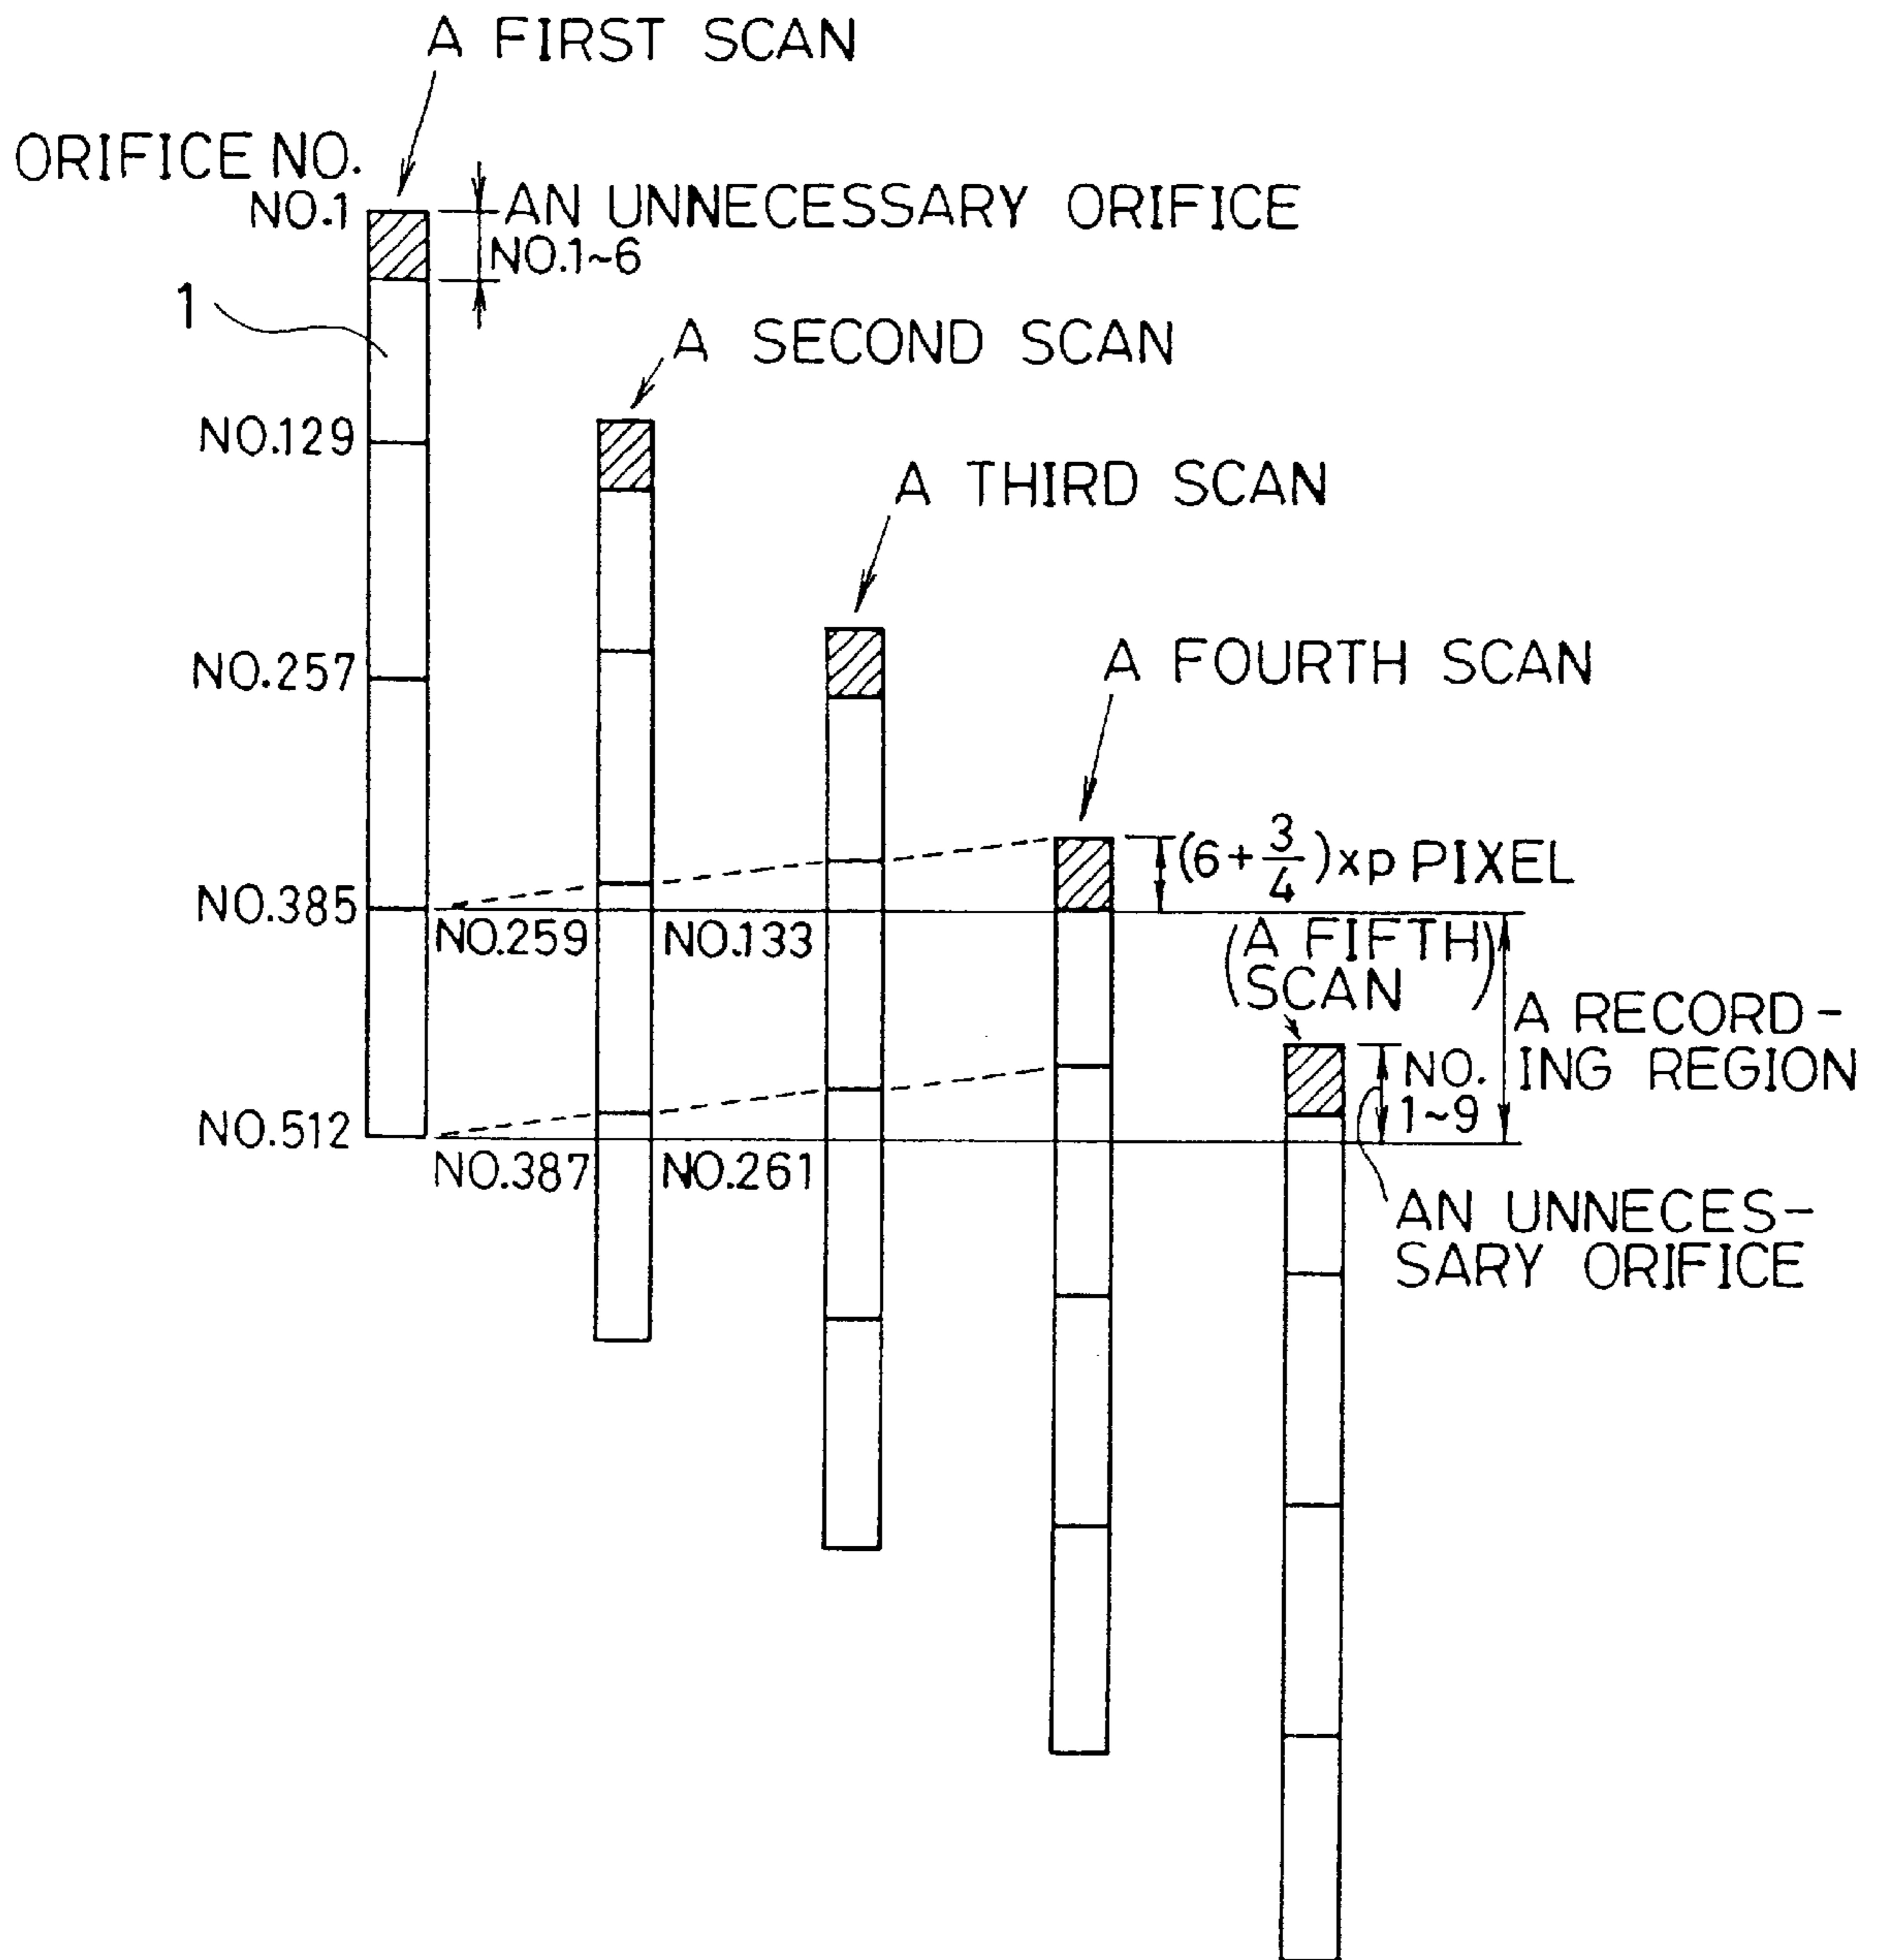 A FIRST SCAN
ORIFICE NO.
NO.1
AN UNNECESSARY ORIFICE
NO.1~6
1
A SECOND SCAN
NO.129
A THIRD SCAN
NO.257
A FOURTH SCAN
(6+3/4)xp PIXEL
NO.385
NO.259
NO.133
(A FIFTH)
(SCAN)
A RECORD-
ING REGION
NO.
1~9
NO.512
NO.387
NO.261
AN UNNECES-
SARY ORIFICE